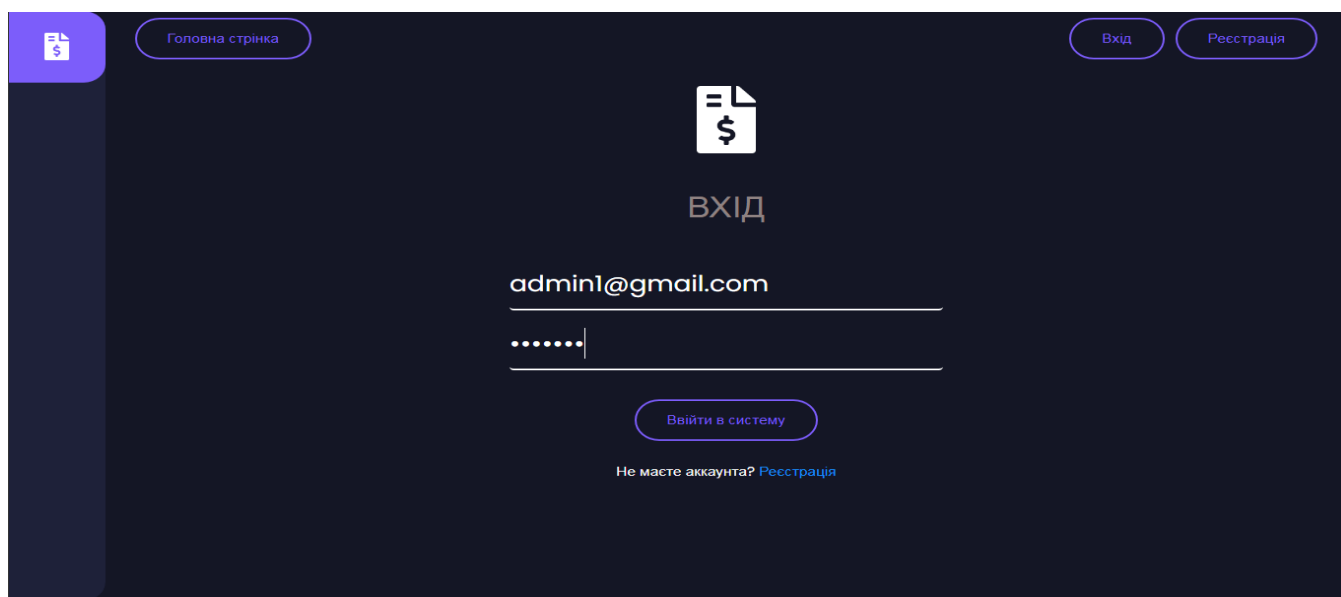 Головна стрінка
Вхід
Реєстрація
$
$
ВХІД
admin1@gmail.com
•••••••
Ввійти в систему
Не маєте аккаунта? Реєстрація